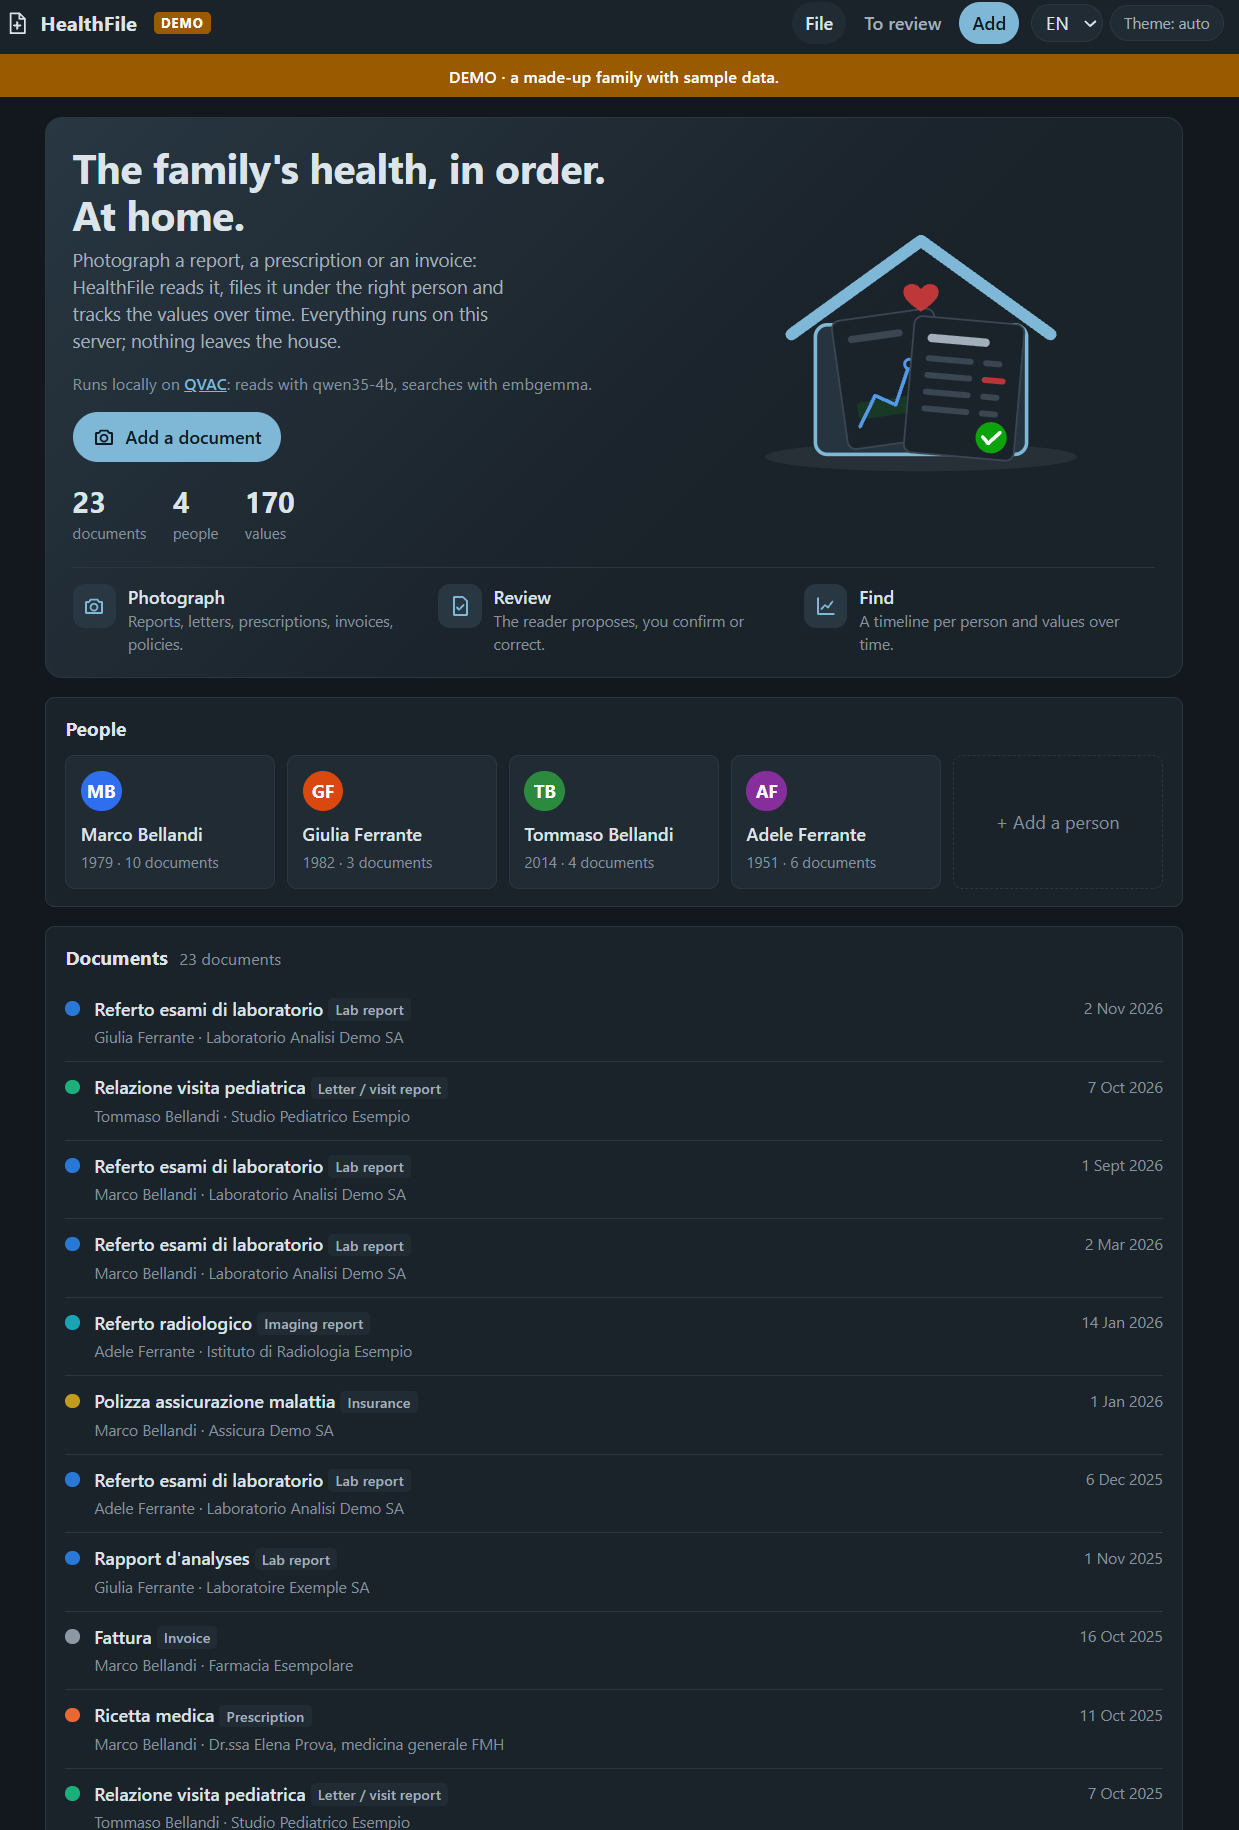 HealthFile DEMO File To review Add EN Theme: auto
DEMO · a made-up family with sample data.
The family's health, in order.
At home.
Photograph a report, a prescription or an invoice:
HealthFile reads it, files it under the right person and
tracks the values over time. Everything runs on this
server; nothing leaves the house.
Runs locally on QVAC: reads with qwen35-4b, searches with embgemma.
Add a document
23 4 170
documents people values
Photograph
Reports, letters, prescriptions, invoices,
policies.
Review
The reader proposes, you confirm or
correct.
Find
A timeline per person and values over
time.
People
MB
Marco Bellandi
1979 · 10 documents
GF
Giulia Ferrante
1982 · 3 documents
TB
Tommaso Bellandi
2014 · 4 documents
AF
Adele Ferrante
1951 · 6 documents
+ Add a person
Documents 23 documents
Referto esami di laboratorio Lab report 2 Nov 2026
Giulia Ferrante · Laboratorio Analisi Demo SA
Relazione visita pediatrica Letter / visit report 7 Oct 2026
Tommaso Bellandi · Studio Pediatrico Esempio
Referto esami di laboratorio Lab report 1 Sept 2026
Marco Bellandi · Laboratorio Analisi Demo SA
Referto esami di laboratorio Lab report 2 Mar 2026
Marco Bellandi · Laboratorio Analisi Demo SA
Referto radiologico Imaging report 14 Jan 2026
Adele Ferrante · Istituto di Radiologia Esempio
Polizza assicurazione malattia Insurance 1 Jan 2026
Marco Bellandi · Assicura Demo SA
Referto esami di laboratorio Lab report 6 Dec 2025
Adele Ferrante · Laboratorio Analisi Demo SA
Rapport d'analyses Lab report 1 Nov 2025
Giulia Ferrante · Laboratoire Exemple SA
Fattura Invoice 16 Oct 2025
Marco Bellandi · Farmacia Esempolare
Ricetta medica Prescription 11 Oct 2025
Marco Bellandi · Dr.ssa Elena Prova, medicina generale FMH
Relazione visita pediatrica Letter / visit report 7 Oct 2025
Tommaso Bellandi · Studio Pediatrico Esempio